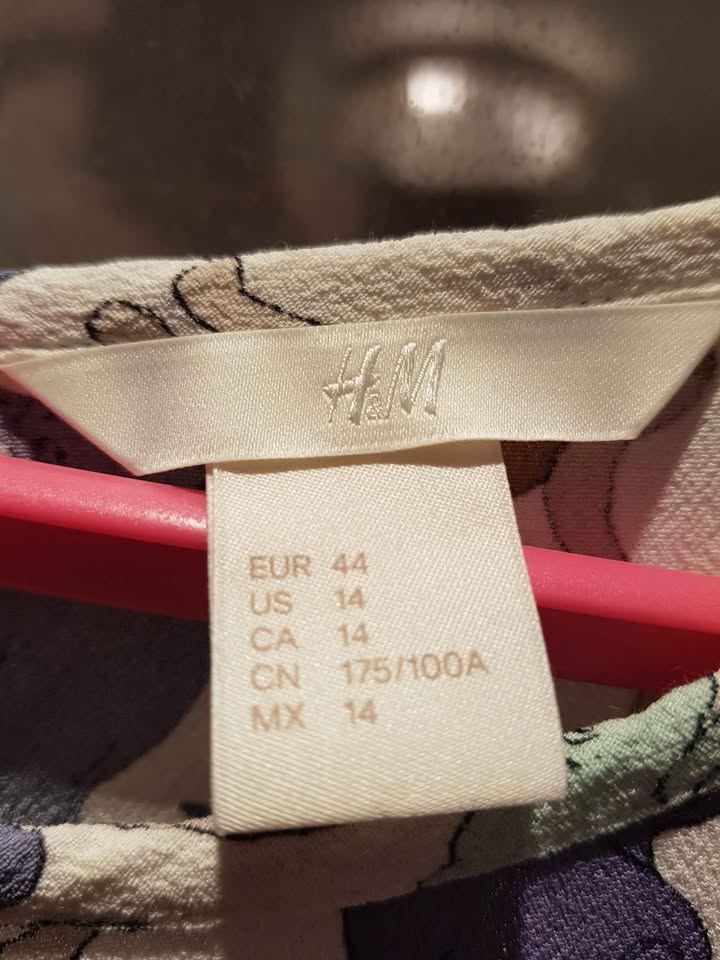 H&M
EUR 44
US 14
CA 14
CN 175/100A
MX 14